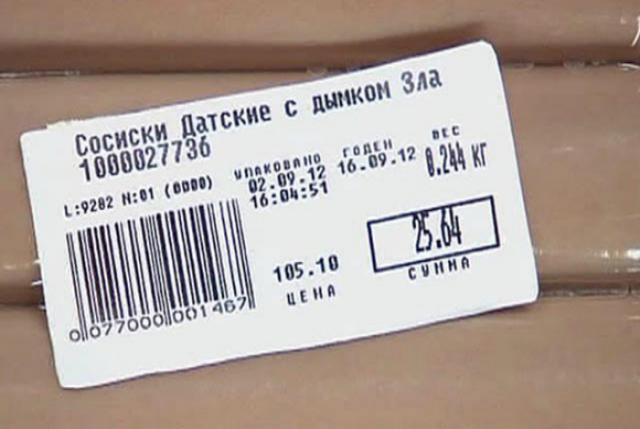 Сосиски Датские с дымком Зла
1000027736
L:9282 N:01 (0000)
УПАКОВАНО ГОДЕН ВЕС
02.09.12 16.09.12 0.244 КГ
16:04:51
25.64
105.10 СУММА
ЦЕНА
0 077000 001467